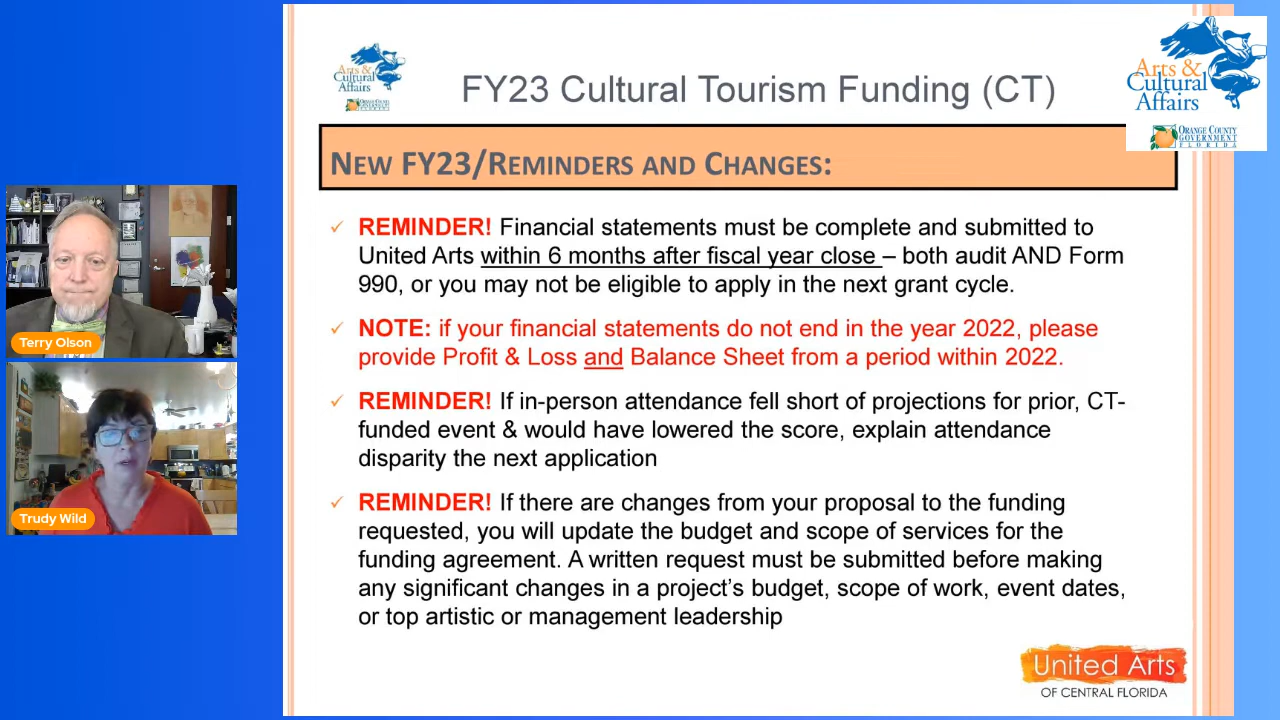 Arts &
Cultural
Affairs
ORANGE COUNTY
GOVERNMENT
FLORIDA
FY23 Cultural Tourism Funding (CT)
Arts &
Cultural
Affairs
ORANGE COUNTY
GOVERNMENT
FLORIDA
NEW FY23/REMINDERS AND CHANGES:
✓ REMINDER! Financial statements must be complete and submitted to
United Arts within 6 months after fiscal year close – both audit AND Form
990, or you may not be eligible to apply in the next grant cycle.
✓ NOTE: if your financial statements do not end in the year 2022, please
provide Profit & Loss and Balance Sheet from a period within 2022.
✓ REMINDER! If in-person attendance fell short of projections for prior, CT-
funded event & would have lowered the score, explain attendance
disparity the next application
✓ REMINDER! If there are changes from your proposal to the funding
requested, you will update the budget and scope of services for the
funding agreement. A written request must be submitted before making
any significant changes in a project's budget, scope of work, event dates,
or top artistic or management leadership
Terry Olson
Trudy Wild
United Arts
OF CENTRAL FLORIDA